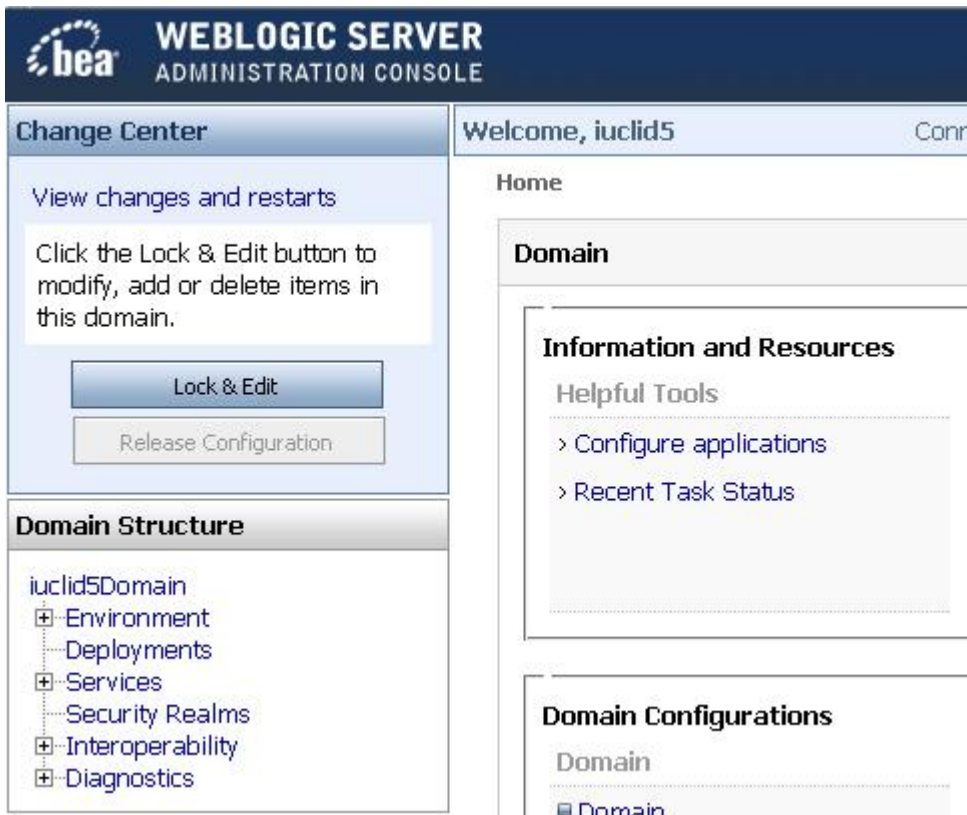 bea
WEBLOGIC SERVER
ADMINISTRATION CONSOLE
Change Center
View changes and restarts
Click the Lock & Edit button to
modify, add or delete items in
this domain.
Lock & Edit
Release Configuration
Domain Structure
iuclid5Domain
Environment
Deployments
Services
Security Realms
Interoperability
Diagnostics
Welcome, iuclid5
Home
Domain
Information and Resources
Helpful Tools
› Configure applications
› Recent Task Status
Domain Configurations
Domain
Domain